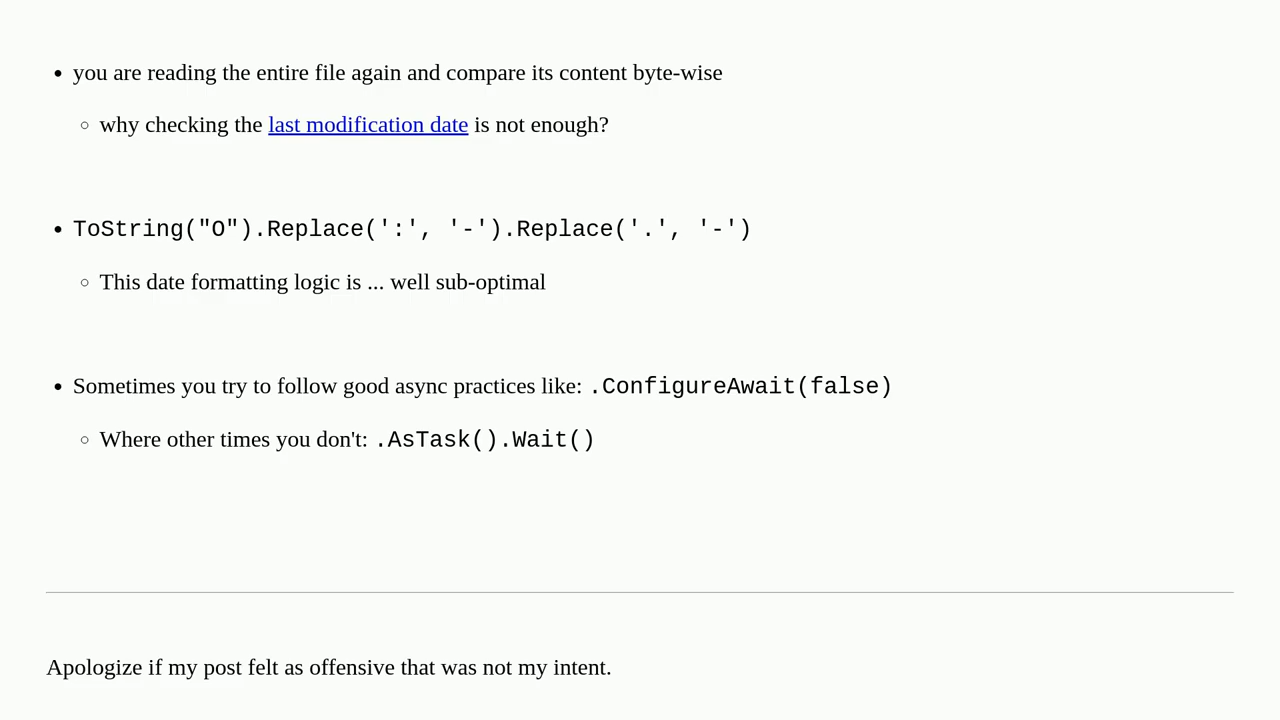 you are reading the entire file again and compare its content byte-wise
why checking the last modification date is not enough?
ToString("O").Replace(':', '-').Replace('.', '-')
This date formatting logic is ... well sub-optimal
Sometimes you try to follow good async practices like: .ConfigureAwait(false)
Where other times you don't: .AsTask().Wait()
Apologize if my post felt as offensive that was not my intent.